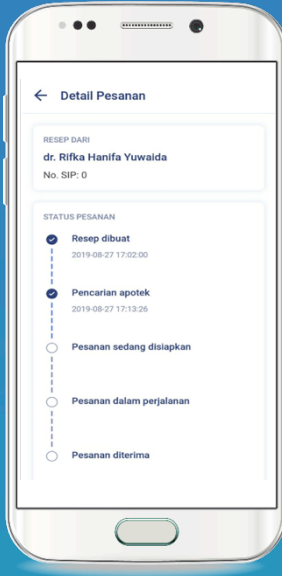 Detail Pesanan
RESEP DARI
dr. Rifka Hanifa Yuwaida
No. SIP: 0
STATUS PESANAN
Resep dibuat
2019-08-27 17:02:00
Pencarian apotek
2019-08-27 17:13:26
Pesanan sedang disiapkan
Pesanan dalam perjalanan
Pesanan diterima